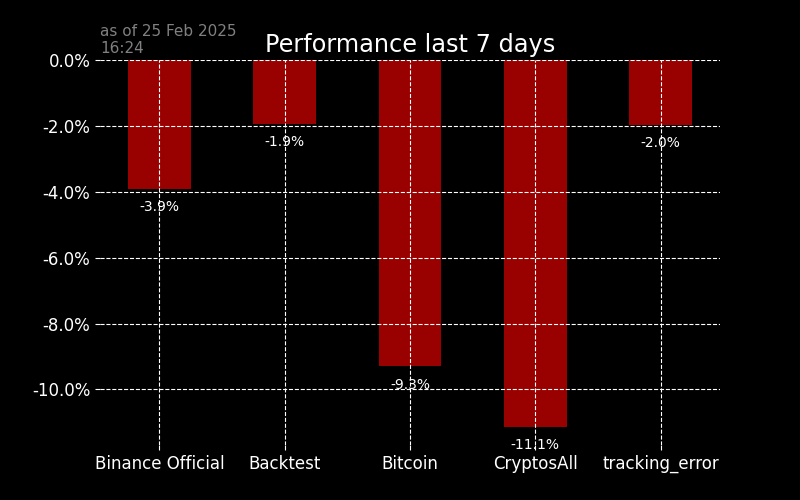 as of 25 Feb 2025
16:24
Performance last 7 days
0.0%
-2.0%
-4.0%
-6.0%
-8.0%
-10.0%
-3.9%
-1.9%
-9.3%
-11.1%
-2.0%
Binance Official
Backtest
Bitcoin
CryptosAll
tracking_error